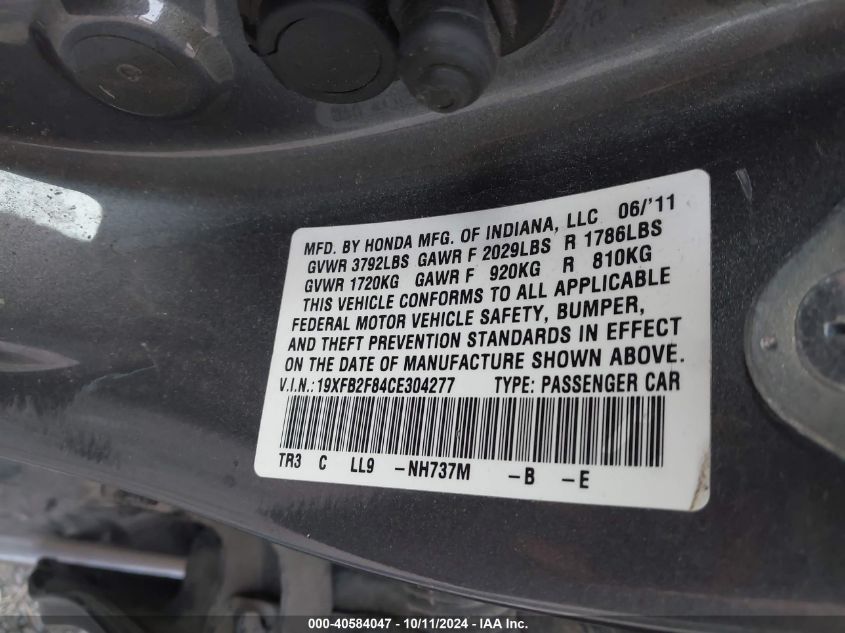 MFD. BY HONDA MFG. OF INDIANA, LLC 06/'11
GVWR 3792LBS GAWR F 2029LBS R 1786LBS
GVWR 1720KG GAWR F 920KG R 810KG
THIS VEHICLE CONFORMS TO ALL APPLICABLE
FEDERAL MOTOR VEHICLE SAFETY, BUMPER,
AND THEFT PREVENTION STANDARDS IN EFFECT
ON THE DATE OF MANUFACTURE SHOWN ABOVE.
V.I.N.:19XFB2F84CE304277 TYPE: PASSENGER CAR
TR3 C LL9 -NH737M -B -E
000-40584047 - 10/11/2024 - IAA Inc.